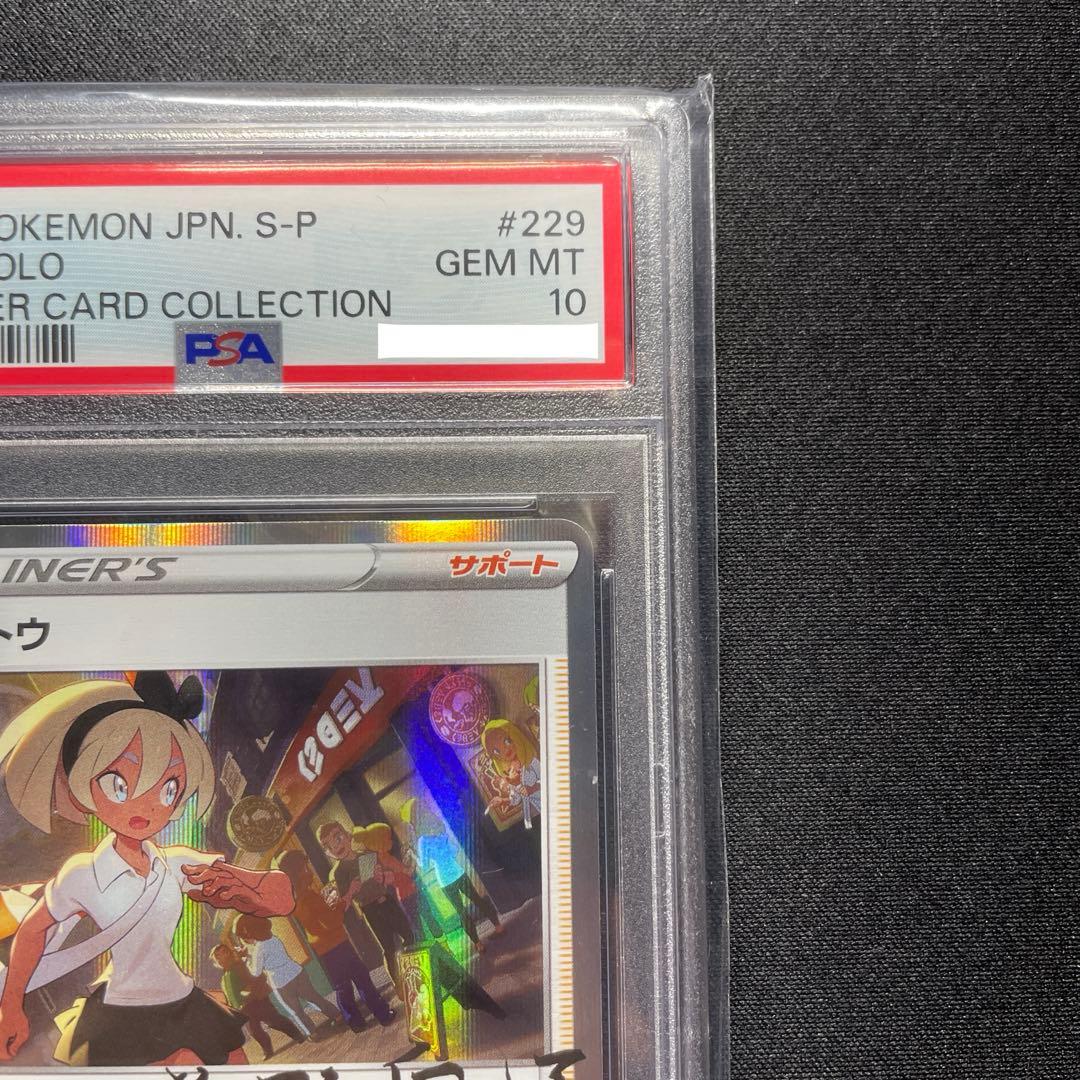 OKEMON JPN. S-P #229
OLO GEM MT
ER CARD COLLECTION 10
PSA
INER'S サポート
トウ